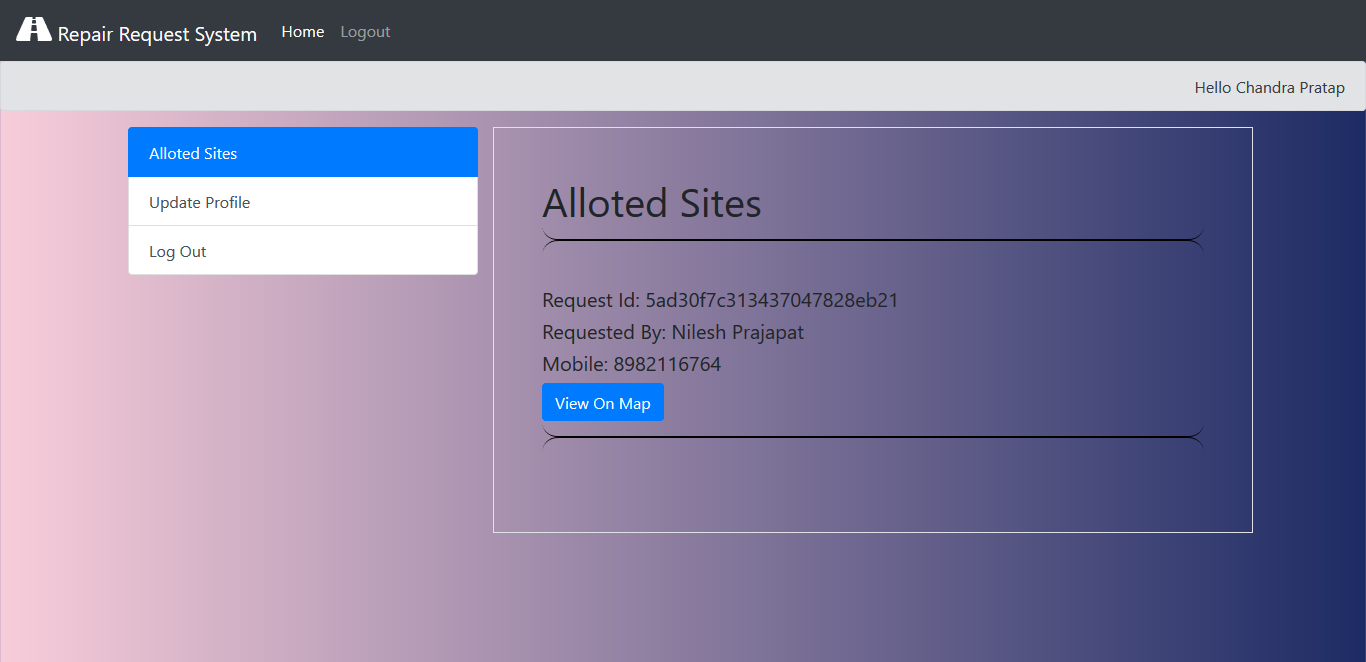 Repair Request System Home Logout
Hello Chandra Pratap
Alloted Sites
Update Profile
Log Out
Alloted Sites
Request Id: 5ad30f7c313437047828eb21
Requested By: Nilesh Prajapat
Mobile: 8982116764
View On Map